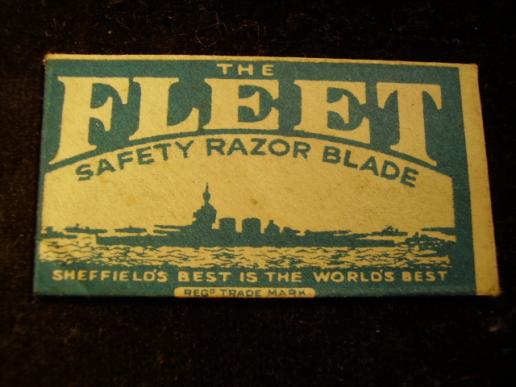 THE
FLEET
SAFETY RAZOR BLADE
SHEFFIELD'S BEST IS THE WORLD'S BEST
REGD TRADE MARK.